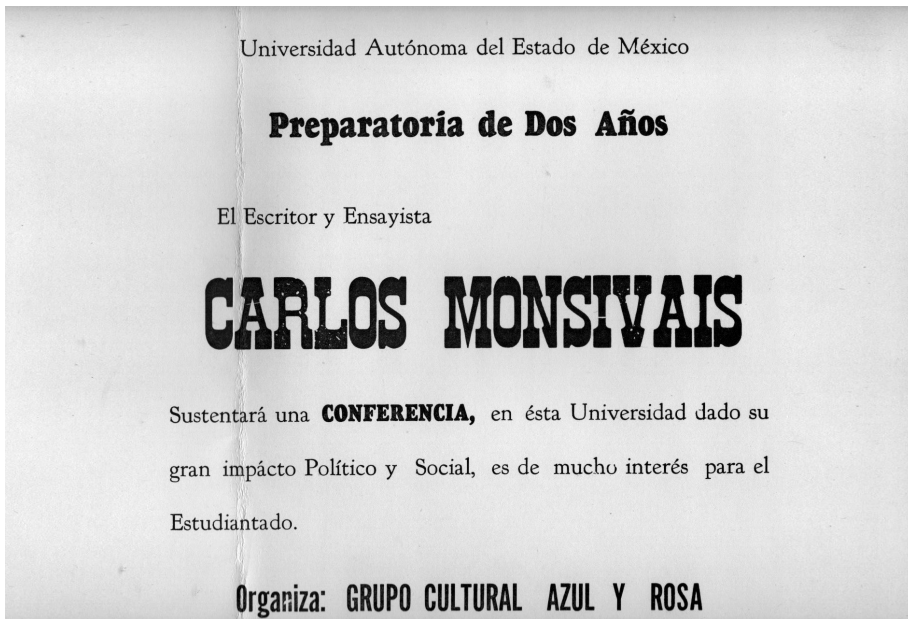 Universidad Autónoma del Estado de México
Preparatoria de Dos Años
El Escritor y Ensayista
CARLOS MONSIVAIS
Sustentará una CONFERENCIA, en ésta Universidad dado su
gran impácto Político y Social, es de mucho interés para el
Estudiantado.
Organiza: GRUPO CULTURAL AZUL Y ROSA